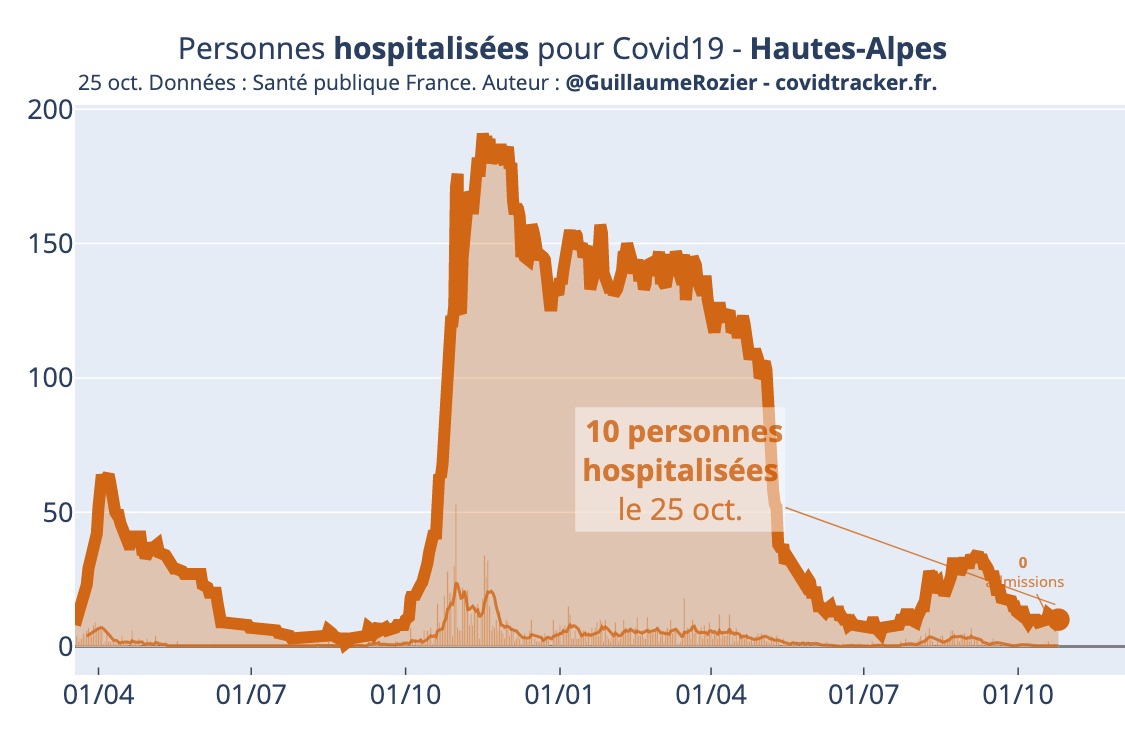 Personnes hospitalisées pour Covid19 - Hautes-Alpes
25 oct. Données : Santé publique France. Auteur : @GuillaumeRozier - covidtracker.fr.
200
150
100
50
0
10 personnes
hospitalisées
le 25 oct.
0
admissions
01/04
01/07
01/10
01/01
01/04
01/07
01/10